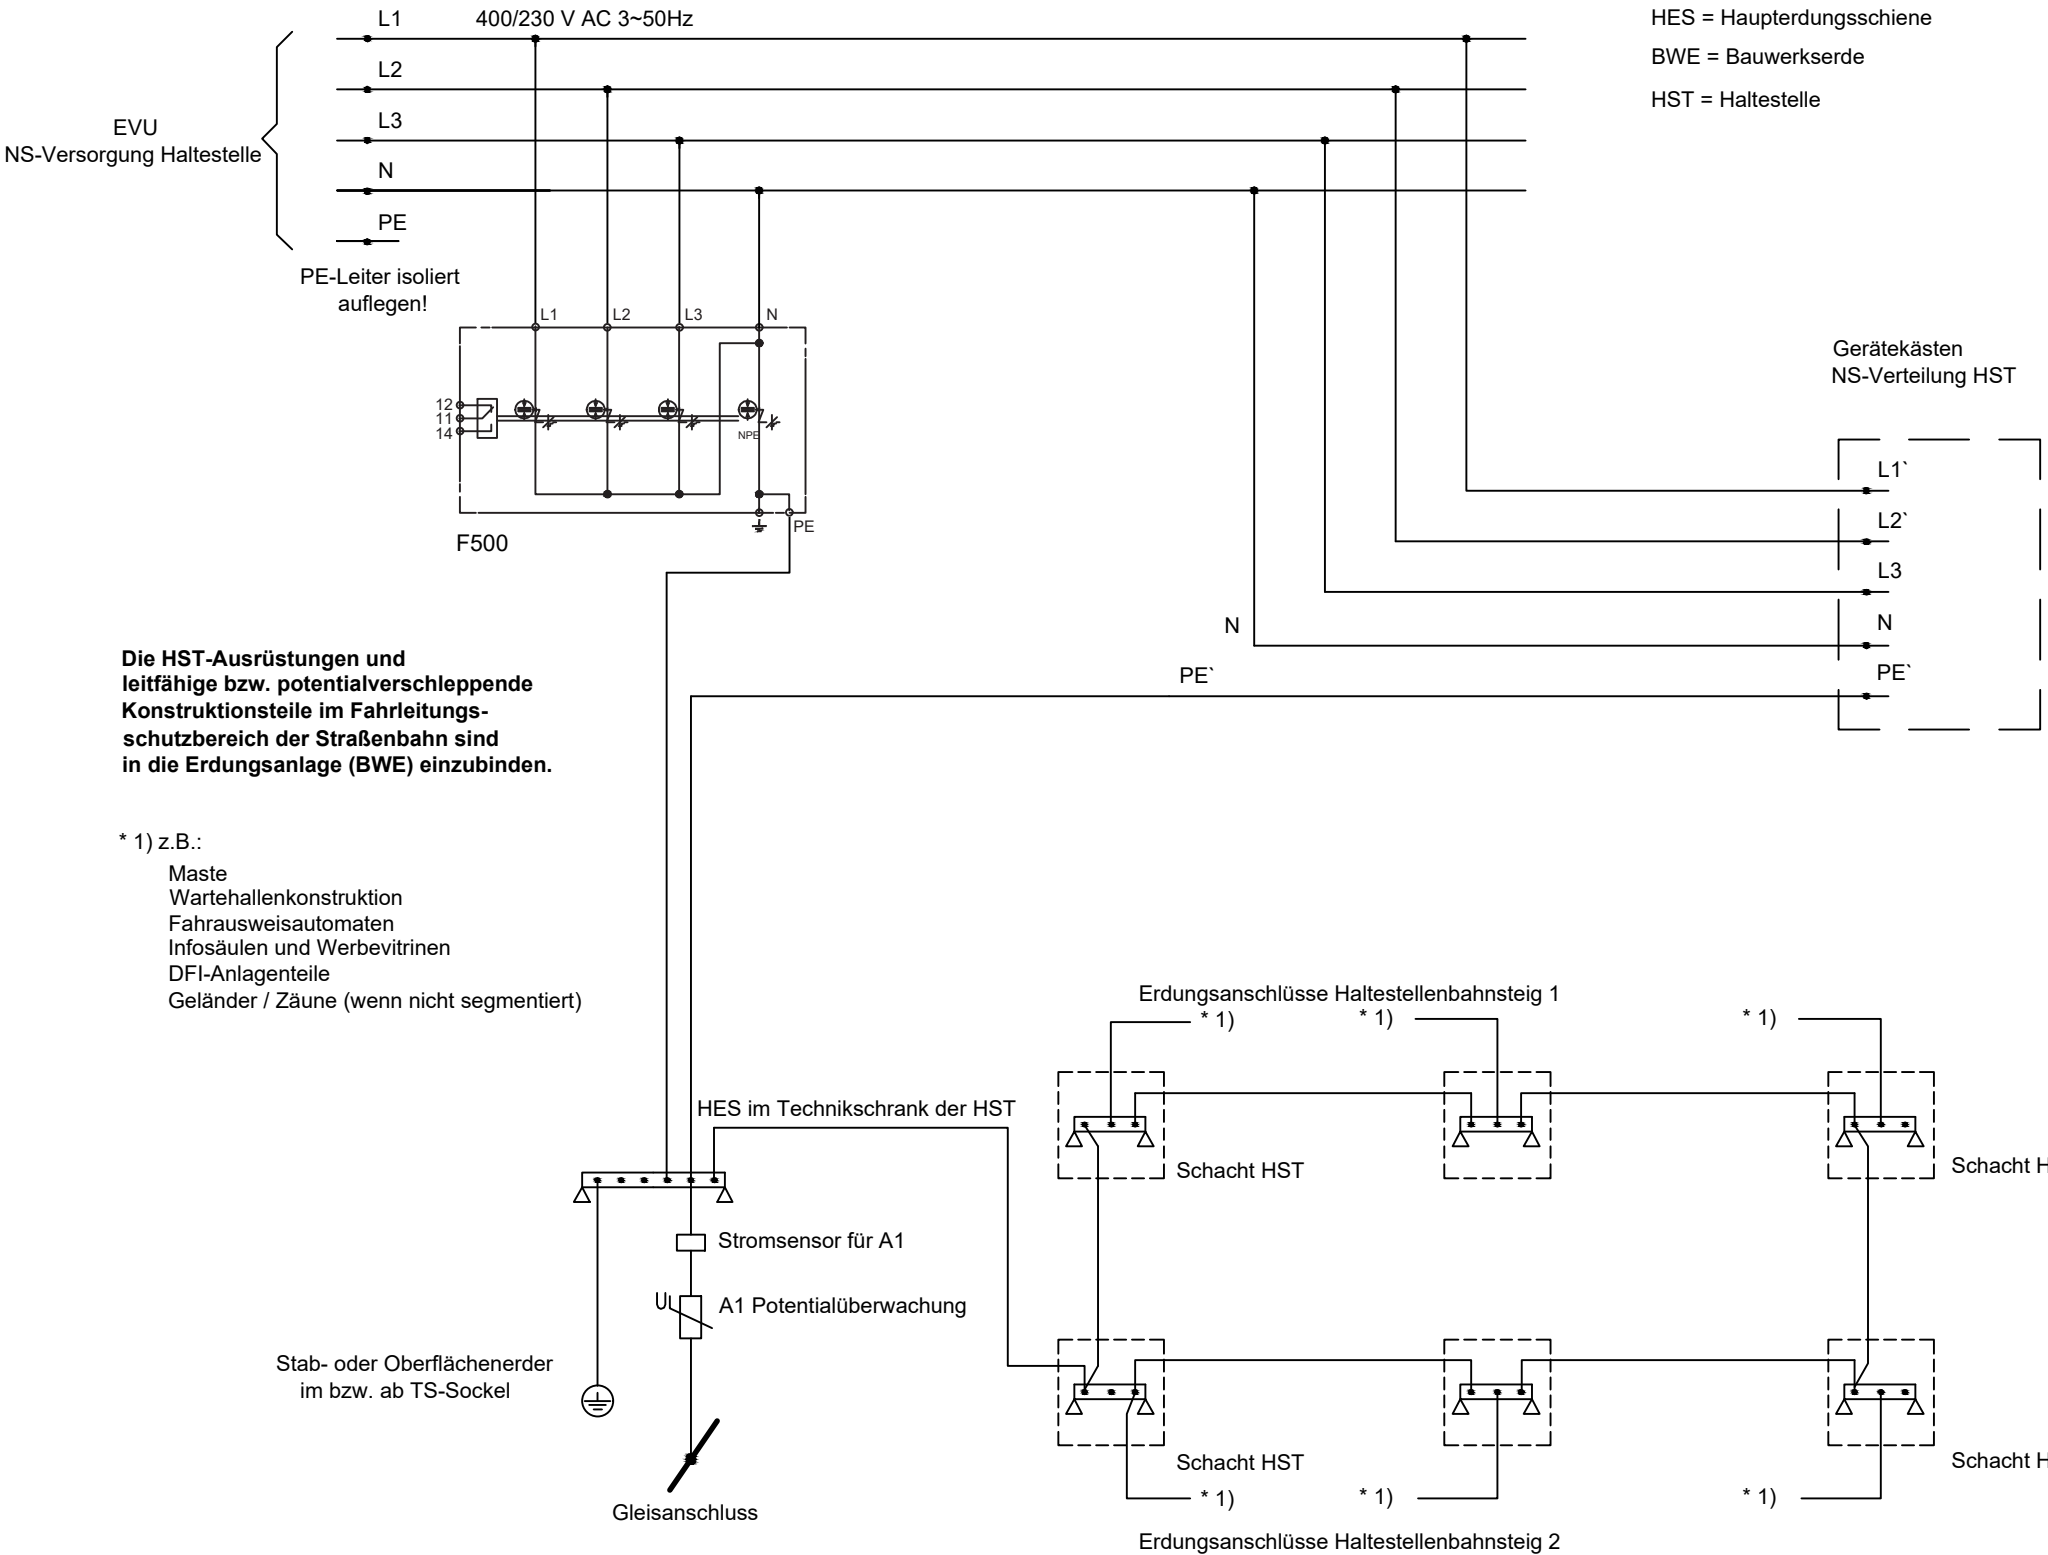 L1
400/230 V AC 3~50Hz
HES = Haupterdungsschiene
L2
BWE = Bauwerkserde
HST = Haltestelle
L3
EVU
NS-Versorgung Haltestelle
N
PE
PE-Leiter isoliert
auflegen!
L1
L2
L3
N
Gerätekästen
NS-Verteilung HST
12
11
14
NPE
PE
F500
L1`
L2`
L3
N
N
PE`
PE`
Die HST-Ausrüstungen und
leitfähige bzw. potentialverschleppende
Konstruktionsteile im Fahrleitungs-
schutzbereich der Straßenbahn sind
in die Erdungsanlage (BWE) einzubinden.
* 1) z.B.:
Maste
Wartehallenkonstruktion
Fahrausweisautomaten
Infosäulen und Werbevitrinen
DFI-Anlagenteile
Geländer / Zäune (wenn nicht segmentiert)
Erdungsanschlüsse Haltestellenbahnsteig 1
* 1)
* 1)
* 1)
HES im Technikschrank der HST
Schacht HST
Schacht H
Stromsensor für A1
U
A1 Potentialüberwachung
Stab- oder Oberflächenerder
im bzw. ab TS-Sockel
Gleisanschluss
Schacht HST
Schacht H
* 1)
* 1)
* 1)
Erdungsanschlüsse Haltestellenbahnsteig 2